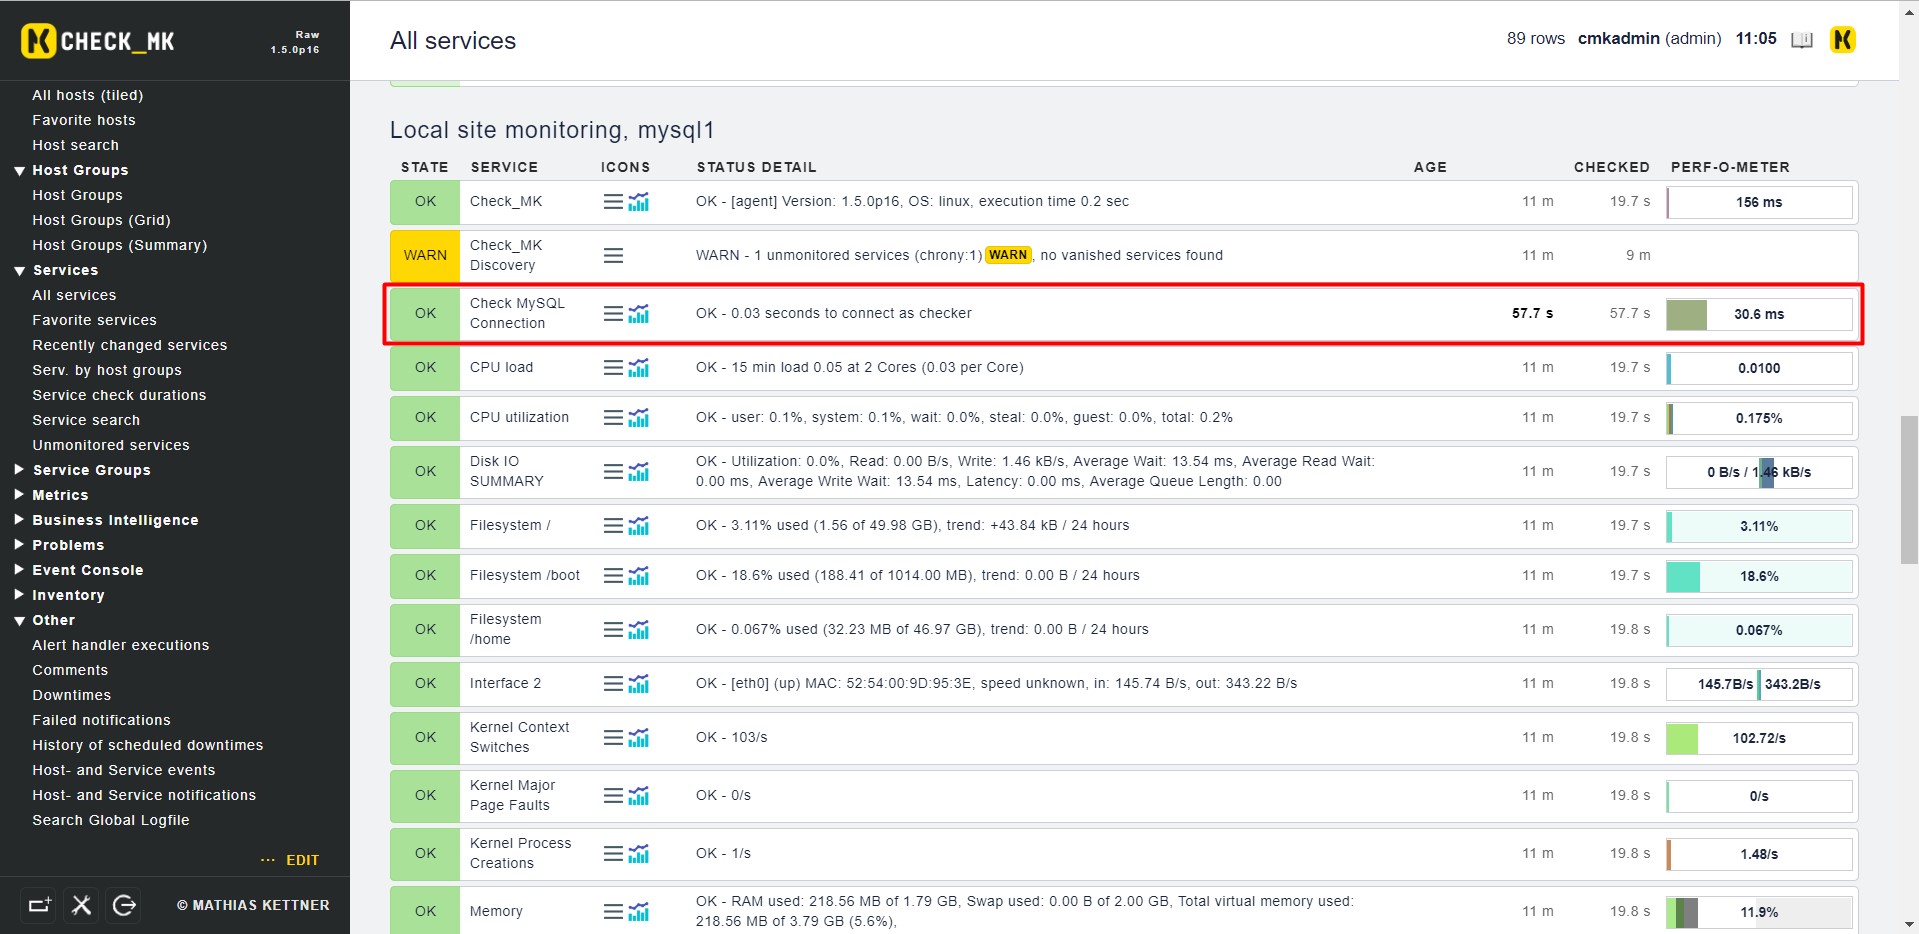 CHECK_MK
Raw
1.5.0p16
All hosts (tiled)
Favorite hosts
Host search
Host Groups
Host Groups
Host Groups (Grid)
Host Groups (Summary)
Services
All services
Favorite services
Recently changed services
Serv. by host groups
Service check durations
Service search
Unmonitored services
Service Groups
Metrics
Business Intelligence
Problems
Event Console
Inventory
Other
Alert handler executions
Comments
Downtimes
Failed notifications
History of scheduled downtimes
Host- and Service events
Host- and Service notifications
Search Global Logfile
··· EDIT
© MATHIAS KETTNER
All services
89 rows cmkadmin (admin) 11:05
Local site monitoring, mysql1
STATE SERVICE ICONS STATUS DETAIL AGE CHECKED PERF-O-METER
OK Check_MK OK - [agent] Version: 1.5.0p16, OS: linux, execution time 0.2 sec 11 m 19.7 s 156 ms
WARN Check_MK Discovery WARN - 1 unmonitored services (chrony:1) WARN, no vanished services found 11 m 9 m
OK Check MySQL Connection OK - 0.03 seconds to connect as checker 57.7 s 57.7 s 30.6 ms
OK CPU load OK - 15 min load 0.05 at 2 Cores (0.03 per Core) 11 m 19.7 s 0.0100
OK CPU utilization OK - user: 0.1%, system: 0.1%, wait: 0.0%, steal: 0.0%, guest: 0.0%, total: 0.2% 11 m 19.7 s 0.175%
OK Disk IO SUMMARY OK - Utilization: 0.0%, Read: 0.00 B/s, Write: 1.46 kB/s, Average Wait: 13.54 ms, Average Read Wait:
0.00 ms, Average Write Wait: 13.54 ms, Latency: 0.00 ms, Average Queue Length: 0.00 11 m 19.7 s 0 B/s / 1.46 kB/s
OK Filesystem / OK - 3.11% used (1.56 of 49.98 GB), trend: +43.84 kB / 24 hours 11 m 19.7 s 3.11%
OK Filesystem /boot OK - 18.6% used (188.41 of 1014.00 MB), trend: 0.00 B / 24 hours 11 m 19.7 s 18.6%
OK Filesystem /home OK - 0.067% used (32.23 MB of 46.97 GB), trend: 0.00 B / 24 hours 11 m 19.8 s 0.067%
OK Interface 2 OK - [eth0] (up) MAC: 52:54:00:9D:95:3E, speed unknown, in: 145.74 B/s, out: 343.22 B/s 11 m 19.8 s 145.7B/s 343.2B/s
OK Kernel Context Switches OK - 103/s 11 m 19.8 s 102.72/s
OK Kernel Major Page Faults OK - 0/s 11 m 19.8 s 0/s
OK Kernel Process Creations OK - 1/s 11 m 19.8 s 1.48/s
OK Memory OK - RAM used: 218.56 MB of 1.79 GB, Swap used: 0.00 B of 2.00 GB, Total virtual memory used:
218.56 MB of 3.79 GB (5.6%), 11 m 19.8 s 11.9%